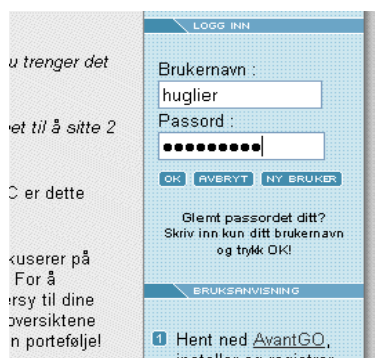 LOGG INN
u trenger det
Brukernavn :
huglier
et til å sitte 2
Passord :
●●●●●●●●●
OK AVBRYT NY BRUKER
C er dette
Glemt passordet ditt?
Skriv inn kun ditt brukernavn
og trykk OK!
kuserer på
For å
ersy til dine
oversiktene
n portefølje!
BRUKSANVISNING
1 Hent ned AvantGO,